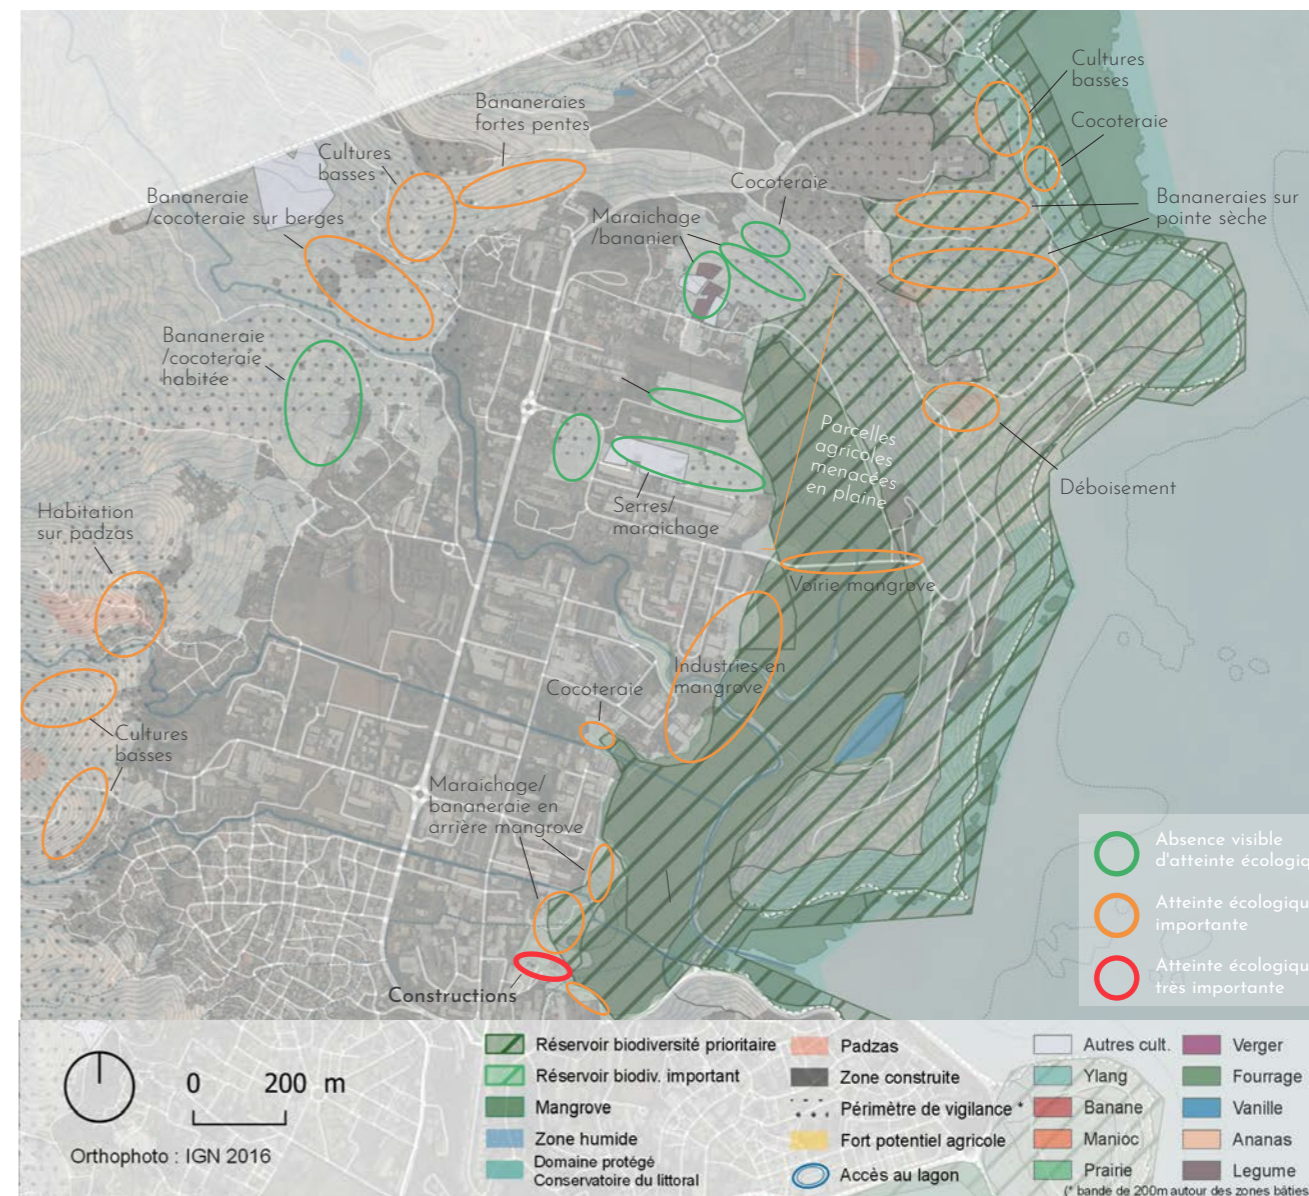 Cultures
basses
Bananeraies
fortes pentes
Cocoteraie
Cultures
basses
Cocoteraie
Bananeraie
/cocoteraie sur berges
Maraichage
/bananier
Bananeraies sur
pointe sèche
Bananeraie
/cocoteraie
habitée
Parcelles
agricoles
menacées
en plaine
Déboisement
Habitation
sur padzas
Serres/
maraichage
Voirie mangrove
Industries en
mangrove
Cocoteraie
Cultures
basses
Maraichage/
bananeraie en
arrière mangrove
Constructions
Absence visible
d'atteinte écologiq
Atteinte écologiqu
importante
Atteinte écologiqu
très importante
0 200 m
Orthophoto : IGN 2016
Réservoir biodiversité prioritaire
Réservoir biodiv. important
Mangrove
Zone humide
Domaine protégé
Conservatoire du littoral
Padzas
Zone construite
Périmètre de vigilance *
Fort potentiel agricole
Accès au lagon
Autres cult.
Ylang
Banane
Manioc
Prairie
Verger
Fourrage
Vanille
Ananas
Legume
(* bande de 200m autour des zones bâties